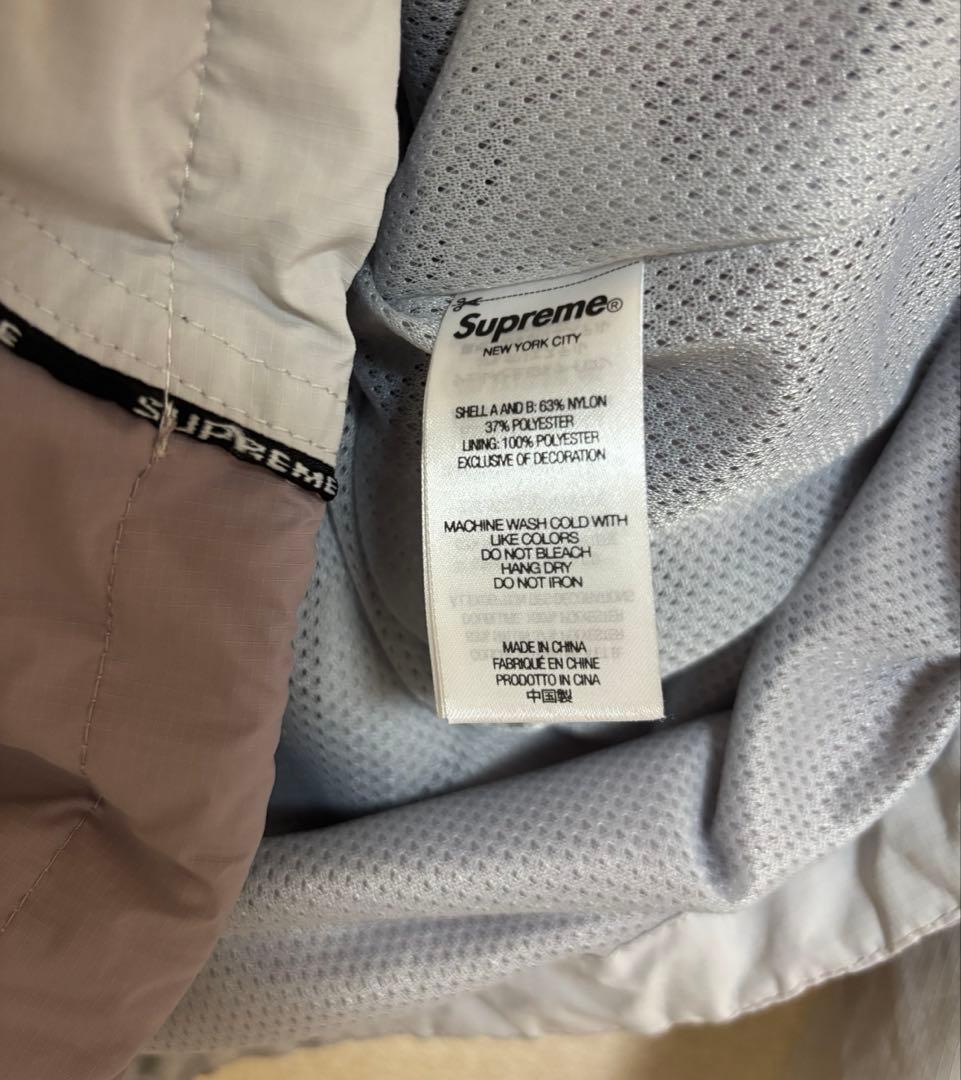 E
SUPREME
Supreme®
NEW YORK CITY
SHELL A AND B: 63% NYLON
37% POLYESTER
LINING: 100% POLYESTER
EXCLUSIVE OF DECORATION
MACHINE WASH COLD WITH
LIKE COLORS
DO NOT BLEACH
HANG DRY
DO NOT IRON
MADE IN CHINA
FABRIQUÉ EN CHINE
PRODOTTO IN CINA
中国製